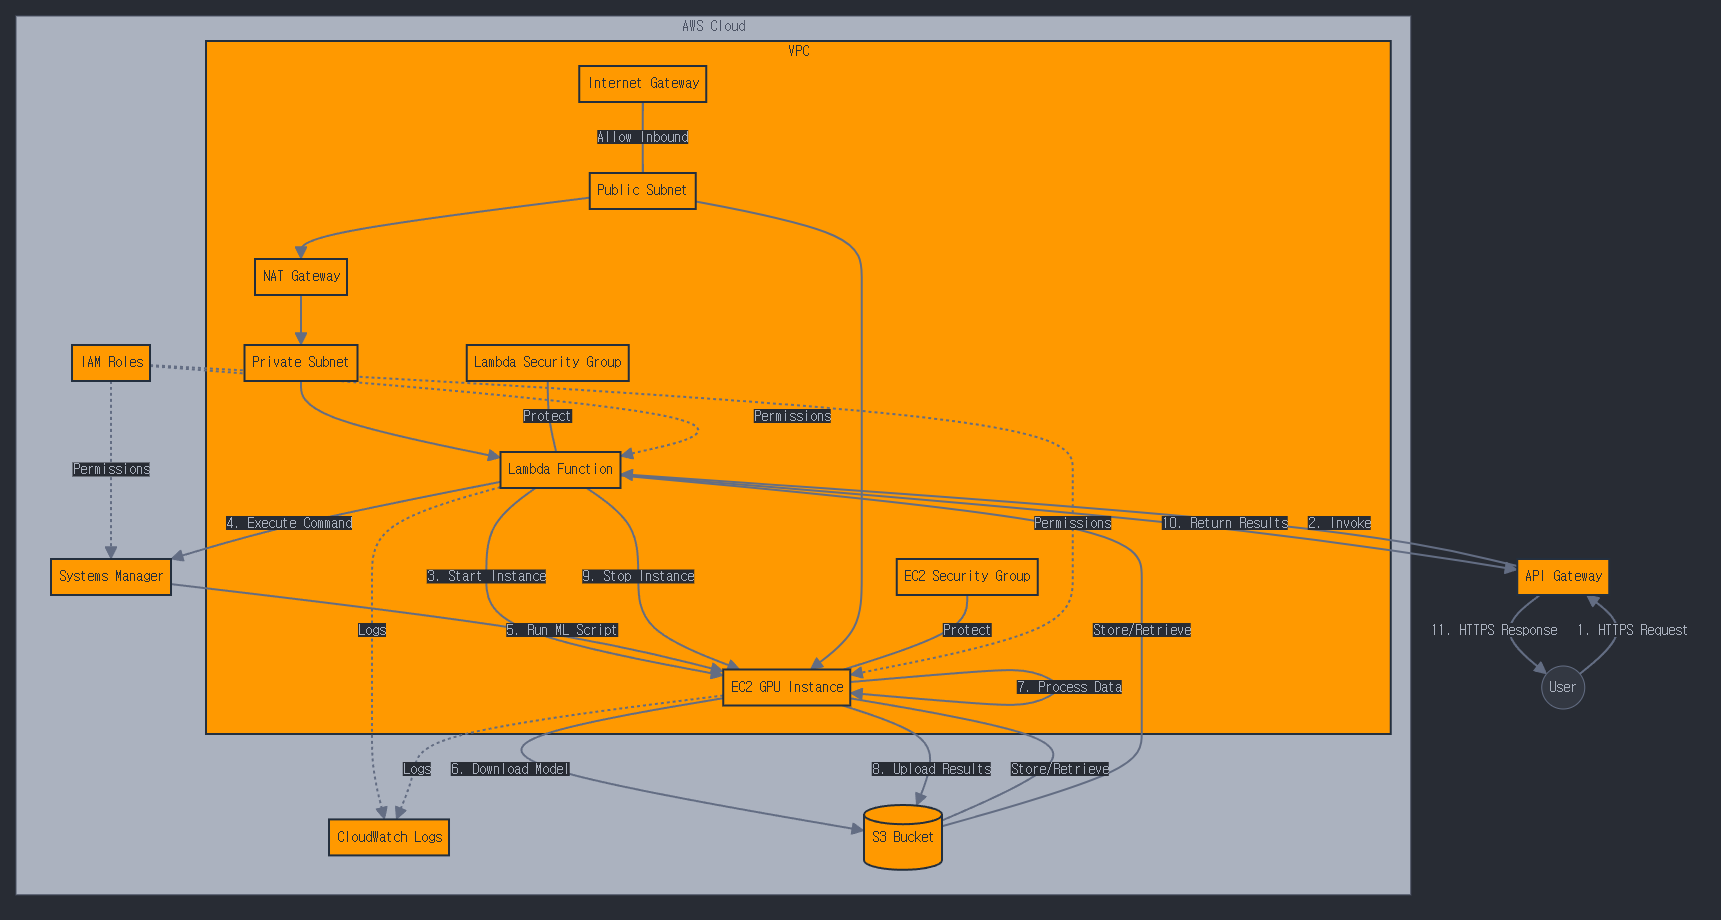 AWS Cloud
VPC
Internet Gateway
Allow Inbound
Public Subnet
NAT Gateway
IAM Roles
Private Subnet
Lambda Security Group
Protect
Permissions
Lambda Function
Permissions
4. Execute Command
Permissions
10. Return Results
2. Invoke
Systems Manager
3. Start Instance
9. Stop Instance
EC2 Security Group
API Gateway
Logs
5. Run ML Script
Protect
Store/Retrieve
11. HTTPS Response
1. HTTPS Request
EC2 GPU Instance
7. Process Data
User
Logs
6. Download Model
8. Upload Results
Store/Retrieve
CloudWatch Logs
S3 Bucket